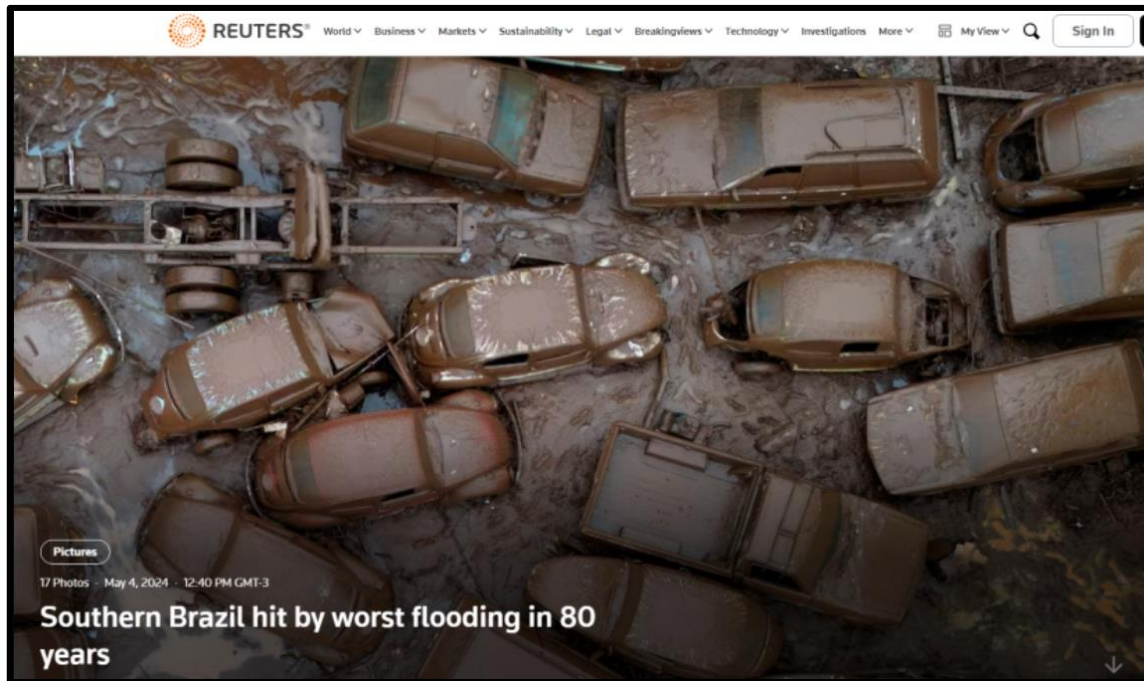 REUTERS®
World Business Markets Sustainability Legal Breakingviews Technology Investigations More My View Sign In
Pictures
17 Photos · May 4, 2024 · 12:40 PM GMT-3
Southern Brazil hit by worst flooding in 80
years